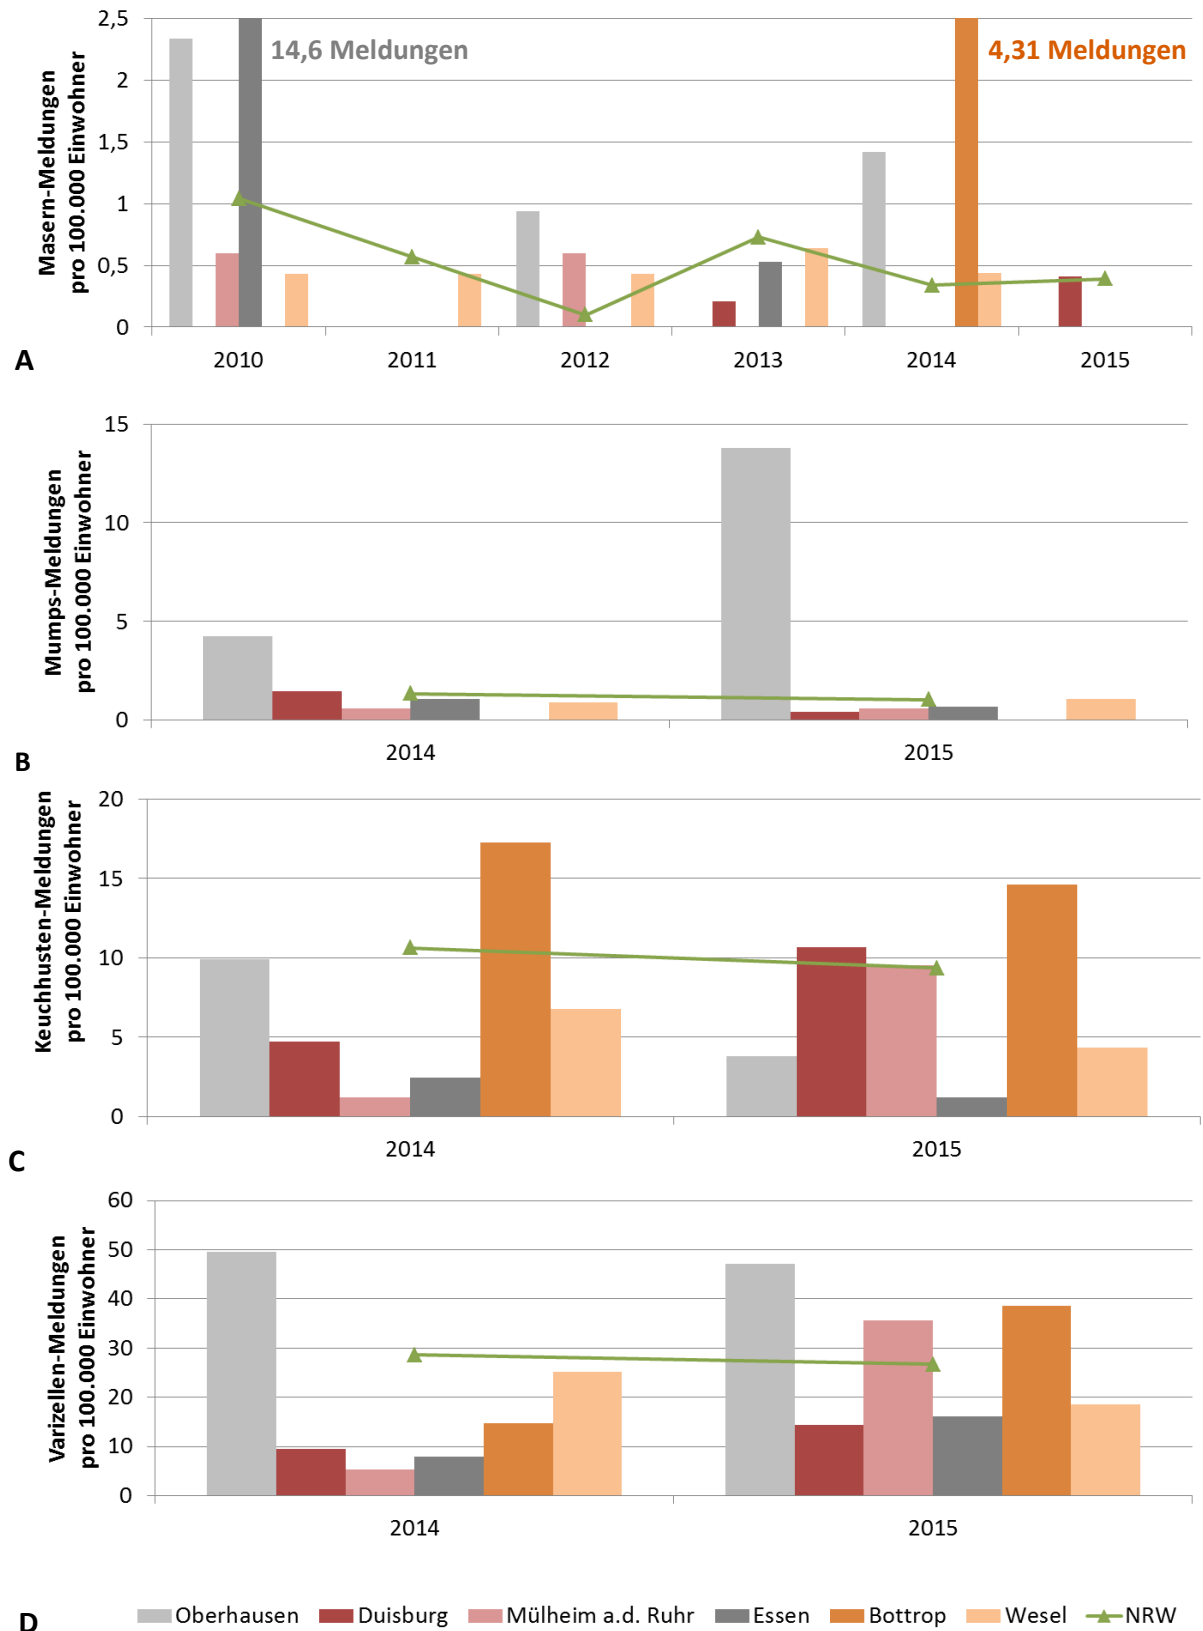 Masern-Meldungen
pro 100.000 Einwohner
2,5
2
1,5
1
0,5
0
14,6 Meldungen
4,31 Meldungen
2010
2011
2012
2013
2014
2015
A
Mumps-Meldungen
pro 100.000 Einwohner
15
10
5
0
2014
2015
B
Keuchhusten-Meldungen
pro 100.000 Einwohner
20
15
10
5
0
2014
2015
C
Varizellen-Meldungen
pro 100.000 Einwohner
60
50
40
30
20
10
0
2014
2015
D
Oberhausen
Duisburg
Mülheim a.d. Ruhr
Essen
Bottrop
Wesel
NRW